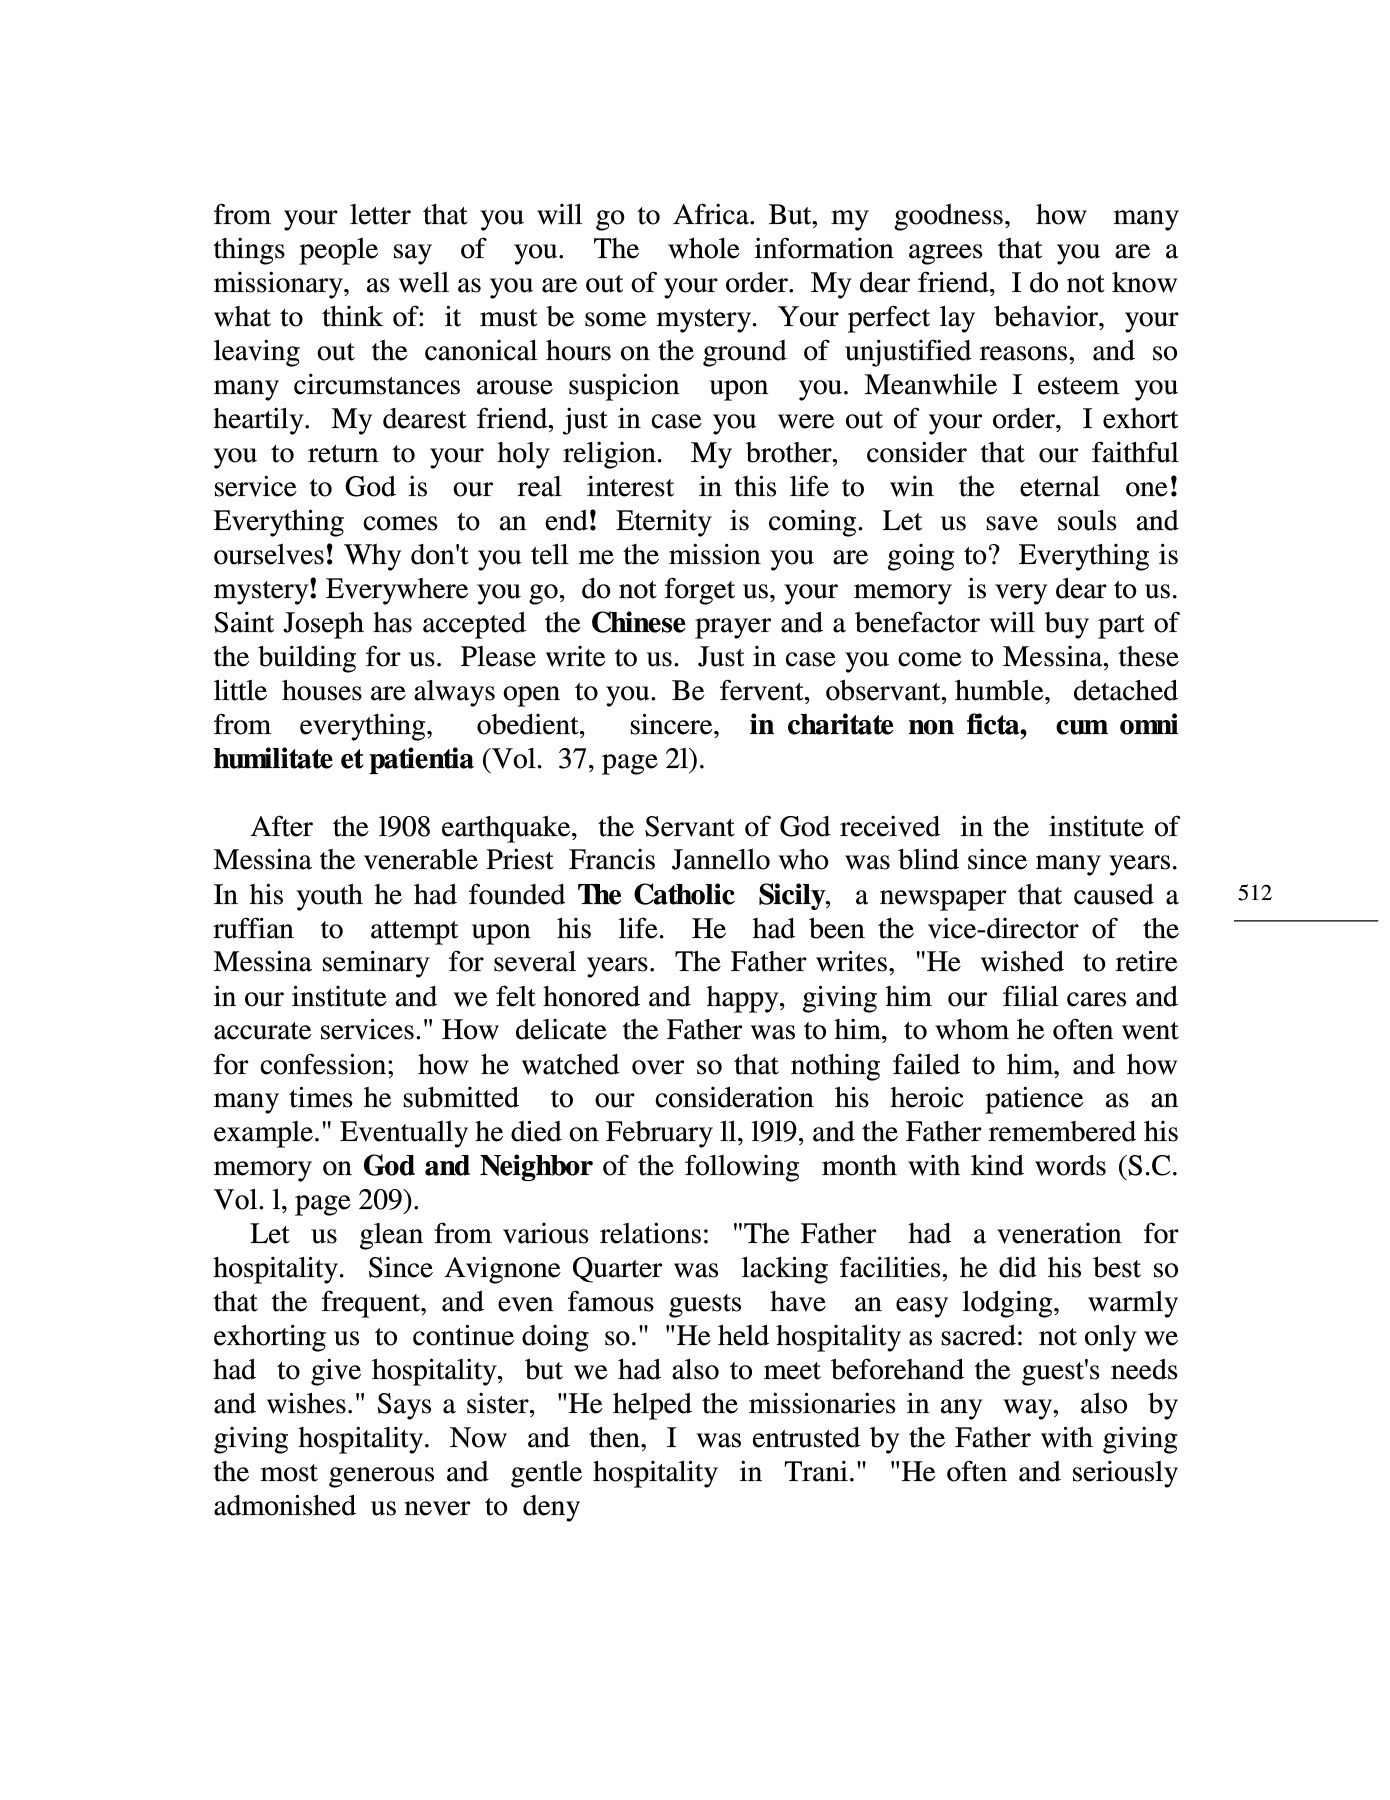 from your letter that you will go to Africa. But, my goodness, how many
things people say of you. The whole information agrees that you are a
missionary, as well as you are out of your order. My dear friend, I do not know
what to think of: it must be some mystery. Your perfect lay behavior, your
leaving out the canonical hours on the ground of unjustified reasons, and so
many circumstances arouse suspicion upon you. Meanwhile I esteem you
heartily. My dearest friend, just in case you were out of your order, I exhort
you to return to your holy religion. My brother, consider that our faithful
service to God is our real interest in this life to win the eternal one!
Everything comes to an end! Eternity is coming. Let us save souls and
ourselves! Why don't you tell me the mission you are going to? Everything is
mystery! Everywhere you go, do not forget us, your memory is very dear to us.
Saint Joseph has accepted the Chinese prayer and a benefactor will buy part of
the building for us. Please write to us. Just in case you come to Messina, these
little houses are always open to you. Be fervent, observant, humble, detached
from everything, obedient, sincere, in charitate non ficta, cum omni
humilitate et patientia (Vol. 37, page 2l).
After the l908 earthquake, the Servant of God received in the institute of
Messina the venerable Priest Francis Jannello who was blind since many years.
In his youth he had founded The Catholic Sicily, a newspaper that caused a
ruffian to attempt upon his life. He had been the vice-director of the
Messina seminary for several years. The Father writes, "He wished to retire
in our institute and we felt honored and happy, giving him our filial cares and
accurate services." How delicate the Father was to him, to whom he often went
for confession; how he watched over so that nothing failed to him, and how
many times he submitted to our consideration his heroic patience as an
example." Eventually he died on February ll, l9l9, and the Father remembered his
memory on God and Neighbor of the following month with kind words (S.C.
Vol. l, page 209).
Let us glean from various relations: "The Father had a veneration for
hospitality. Since Avignone Quarter was lacking facilities, he did his best so
that the frequent, and even famous guests have an easy lodging, warmly
exhorting us to continue doing so." "He held hospitality as sacred: not only we
had to give hospitality, but we had also to meet beforehand the guest's needs
and wishes." Says a sister, "He helped the missionaries in any way, also by
giving hospitality. Now and then, I was entrusted by the Father with giving
the most generous and gentle hospitality in Trani." "He often and seriously
admonished us never to deny
512